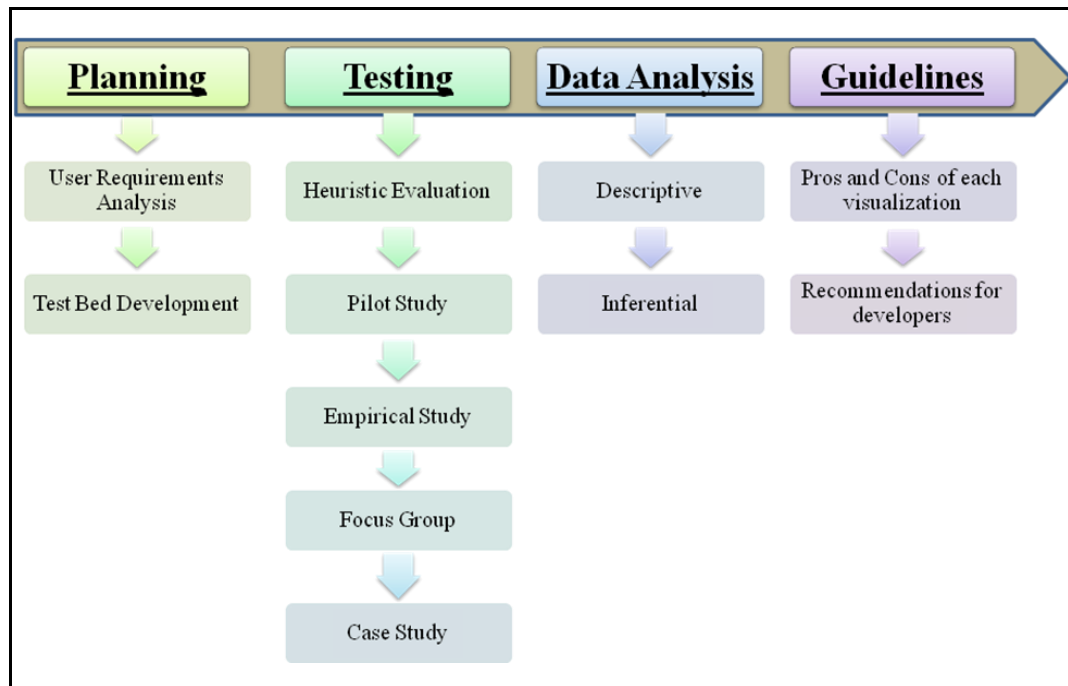 Planning
Testing
Data Analysis
Guidelines
User Requirements
Analysis
Test Bed Development
Heuristic Evaluation
Pilot Study
Empirical Study
Focus Group
Case Study
Descriptive
Inferential
Pros and Cons of each
visualization
Recommendations for
developers